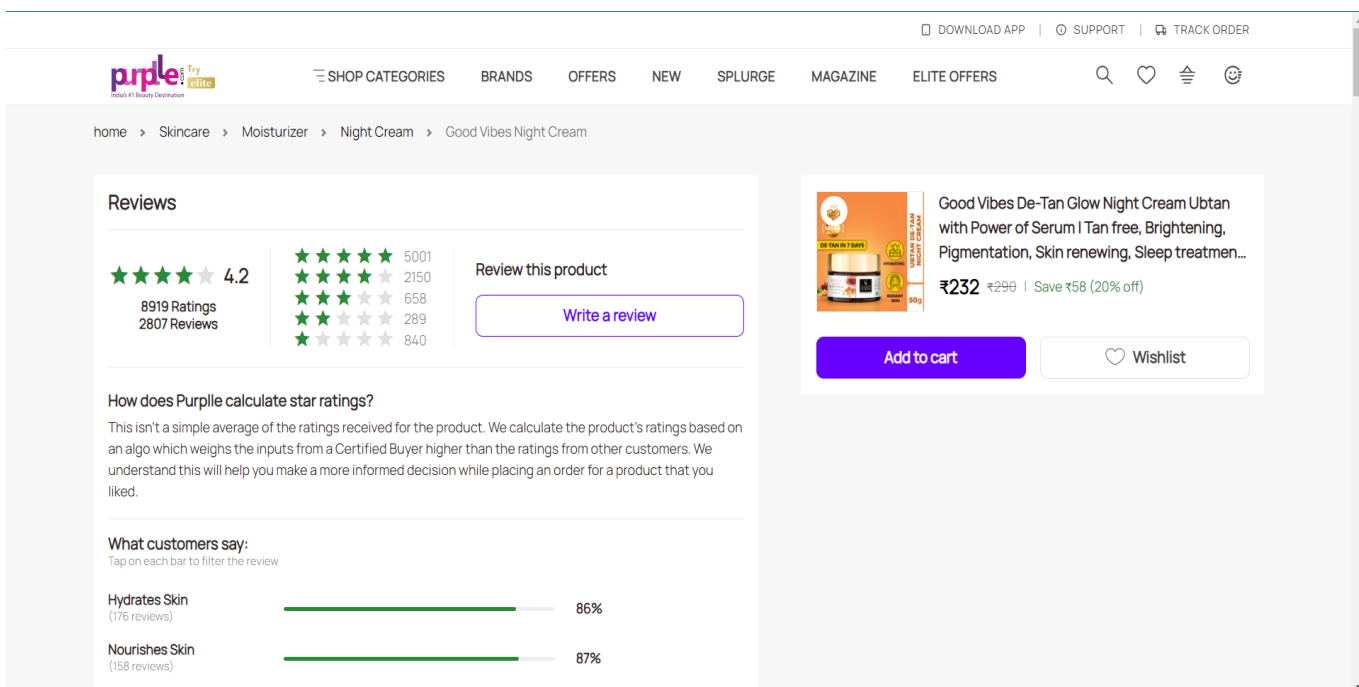 DOWNLOAD APP | SUPPORT | TRACK ORDER
purplle.com Try elite
India's #1 Beauty Destination
SHOP CATEGORIES BRANDS OFFERS NEW SPLURGE MAGAZINE ELITE OFFERS
home > Skincare > Moisturizer > Night Cream > Good Vibes Night Cream
Reviews
4.2
8919 Ratings
2807 Reviews
5001
2150
658
289
840
Review this product
Write a review
How does Purplle calculate star ratings?
This isn't a simple average of the ratings received for the product. We calculate the product's ratings based on
an algo which weighs the inputs from a Certified Buyer higher than the ratings from other customers. We
understand this will help you make a more informed decision while placing an order for a product that you
liked.
What customers say:
Tap on each bar to filter the review
Hydrates Skin
(176 reviews)
86%
Nourishes Skin
(158 reviews)
87%
DE-TAN IN 7 DAYS
HYDRATING
RADIANT
SKIN
UBTAN DE-TAN
NIGHT CREAM
50g
Good Vibes De-Tan Glow Night Cream Ubtan
with Power of Serum I Tan free, Brightening,
Pigmentation, Skin renewing, Sleep treatmen...
₹232 ₹290 | Save ₹58 (20% off)
Add to cart
Wishlist